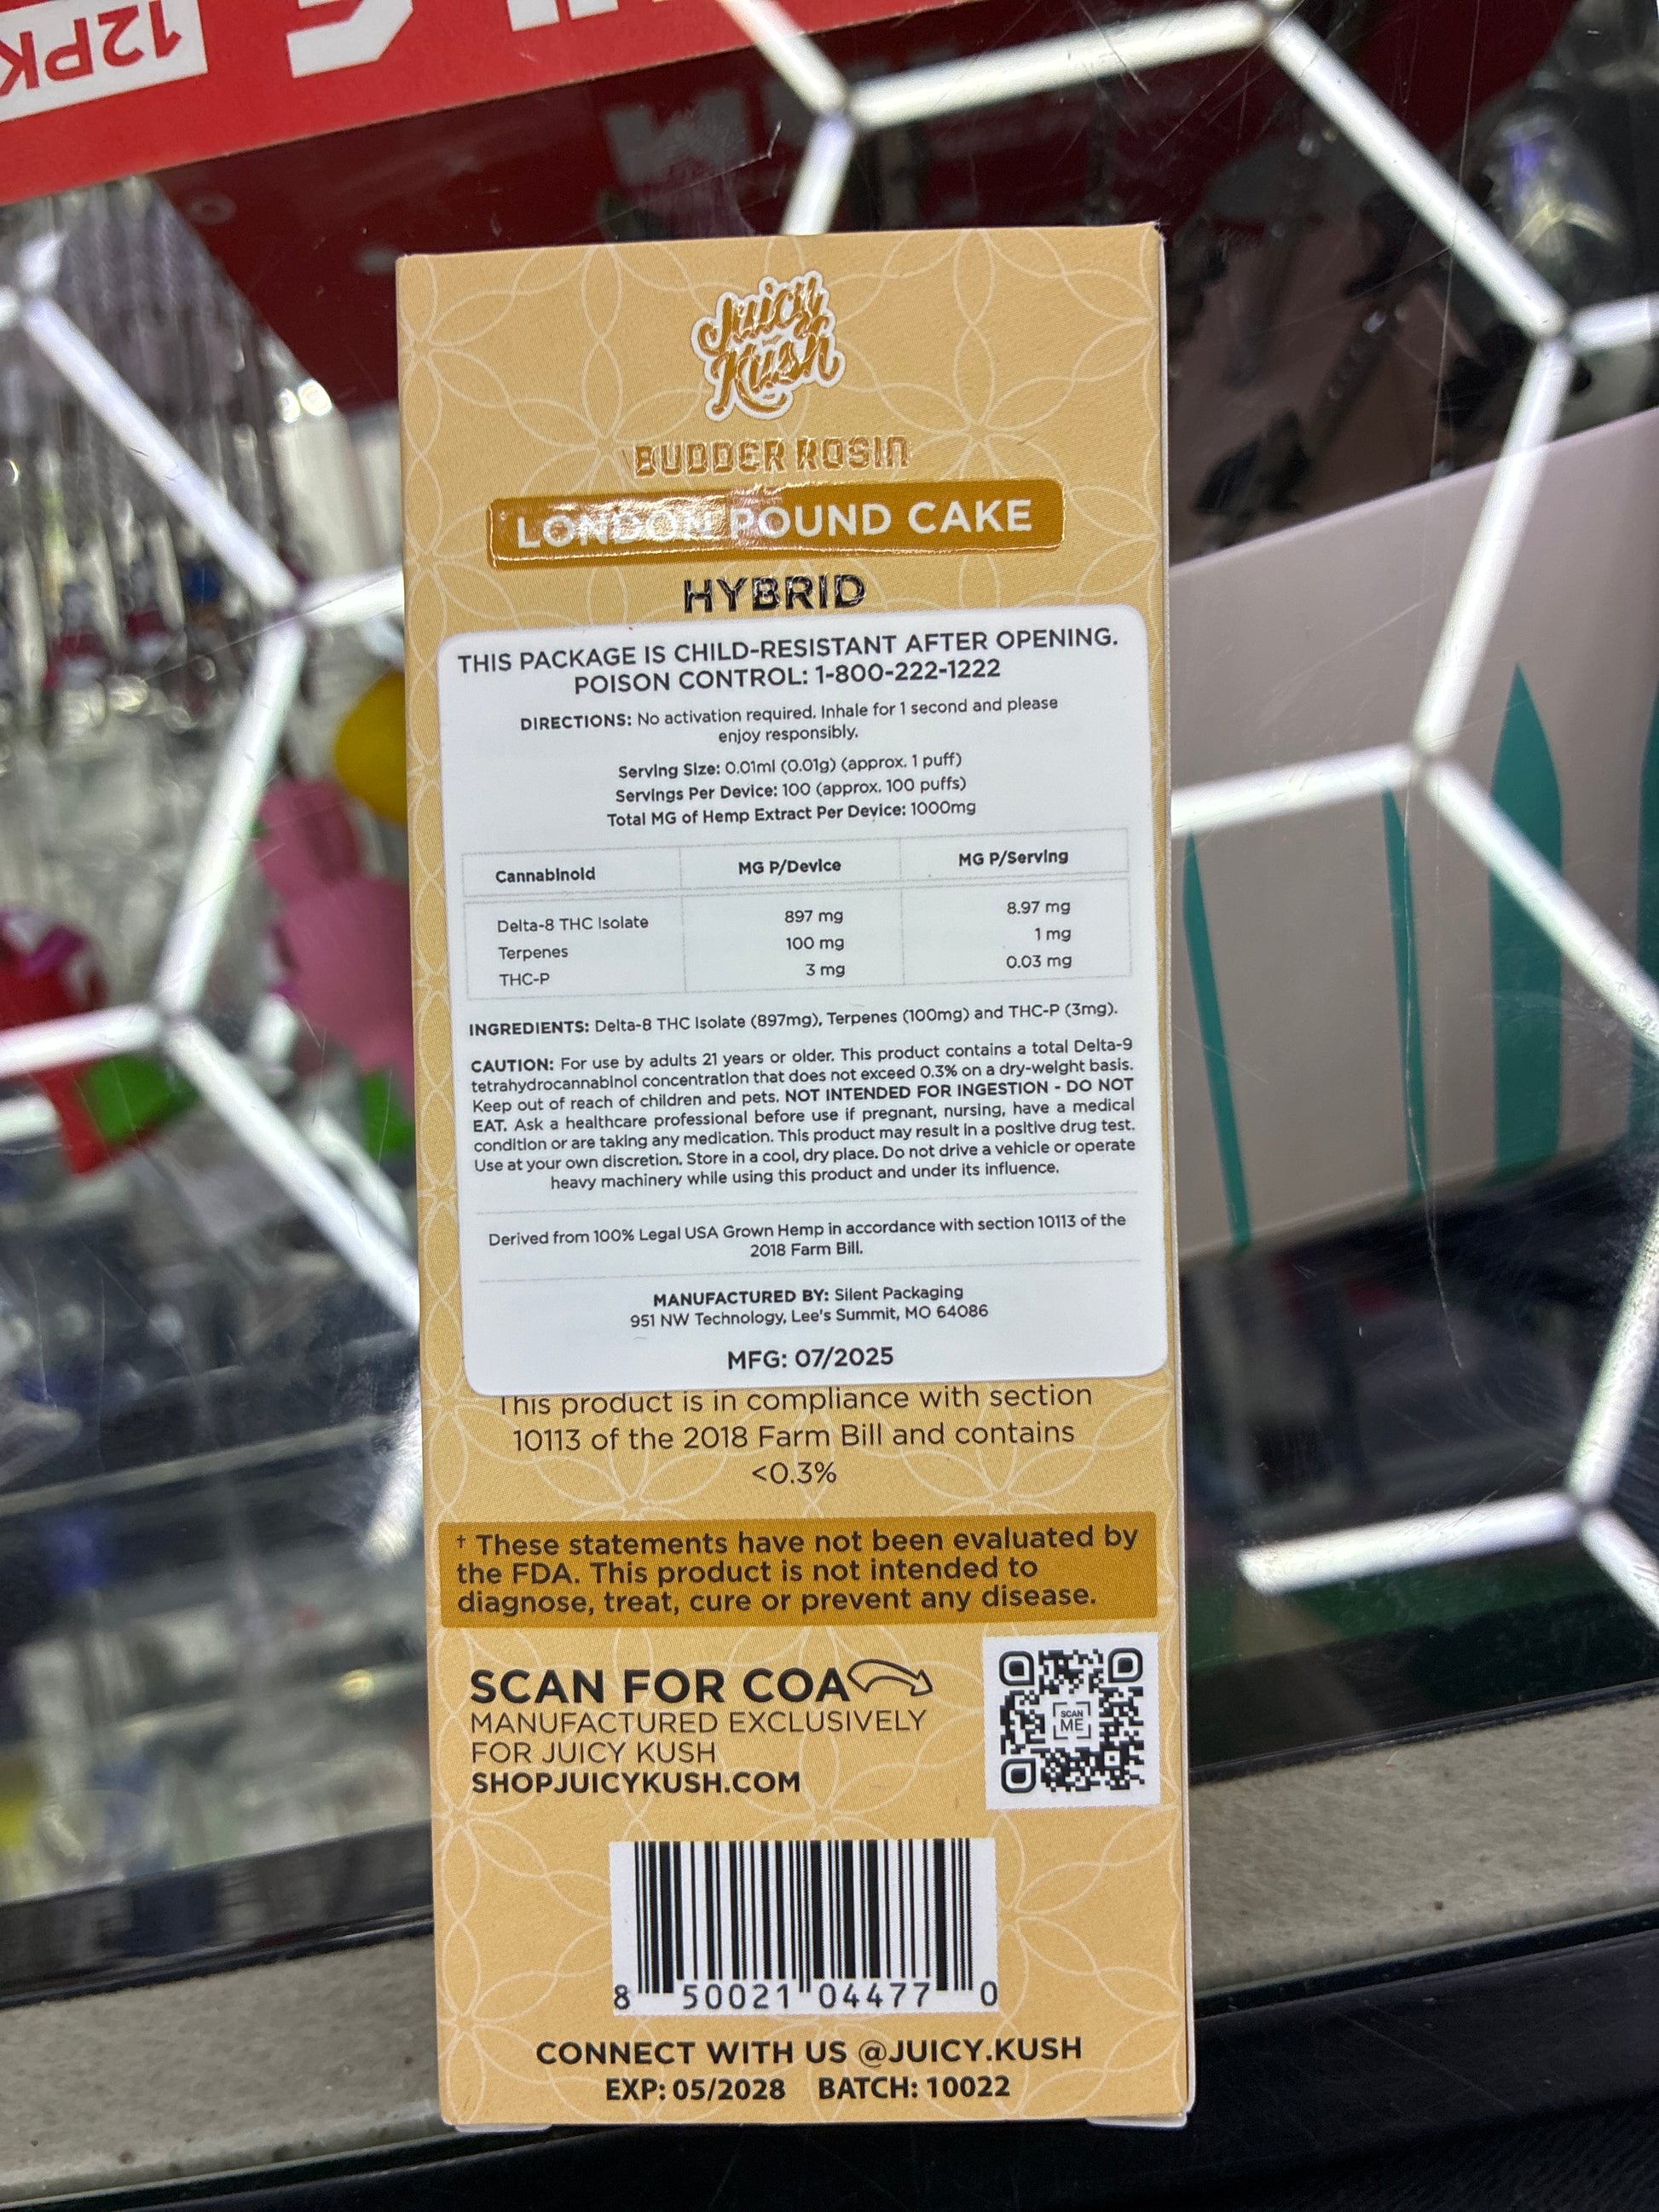 12PK
Juicy
Kush
BUDDER ROSIN
LONDON POUND CAKE
HYBRID
THIS PACKAGE IS CHILD-RESISTANT AFTER OPENING.
POISON CONTROL: 1-800-222-1222
DIRECTIONS: No activation required. Inhale for 1 second and please
enjoy responsibly.
Serving Size: 0.01ml (0.01g) (approx. 1 puff)
Servings Per Device: 100 (approx. 100 puffs)
Total MG of Hemp Extract Per Device: 1000mg
Cannabinoid MG P/Device MG P/Serving
Delta-8 THC Isolate 897 mg 8.97 mg
Terpenes 100 mg 1 mg
THC-P 3 mg 0.03 mg
INGREDIENTS: Delta-8 THC Isolate (897mg), Terpenes (100mg) and THC-P (3mg).
CAUTION: For use by adults 21 years or older. This product contains a total Delta-9
tetrahydrocannabinol concentration that does not exceed 0.3% on a dry-weight basis.
Keep out of reach of children and pets. NOT INTENDED FOR INGESTION - DO NOT
EAT. Ask a healthcare professional before use if pregnant, nursing, have a medical
condition or are taking any medication. This product may result in a positive drug test.
Use at your own discretion. Store in a cool, dry place. Do not drive a vehicle or operate
heavy machinery while using this product and under its influence.
Derived from 100% Legal USA Grown Hemp in accordance with section 10113 of the
2018 Farm Bill.
MANUFACTURED BY: Silent Packaging
951 NW Technology, Lee's Summit, MO 64086
MFG: 07/2025
This product is in compliance with section
10113 of the 2018 Farm Bill and contains
<0.3%
† These statements have not been evaluated by
the FDA. This product is not intended to
diagnose, treat, cure or prevent any disease.
SCAN FOR COA
MANUFACTURED EXCLUSIVELY
FOR JUICY KUSH
SHOPJUICYKUSH.COM
SCAN
ME
8 50021 04477 0
CONNECT WITH US @JUICY.KUSH
EXP: 05/2028 BATCH: 10022